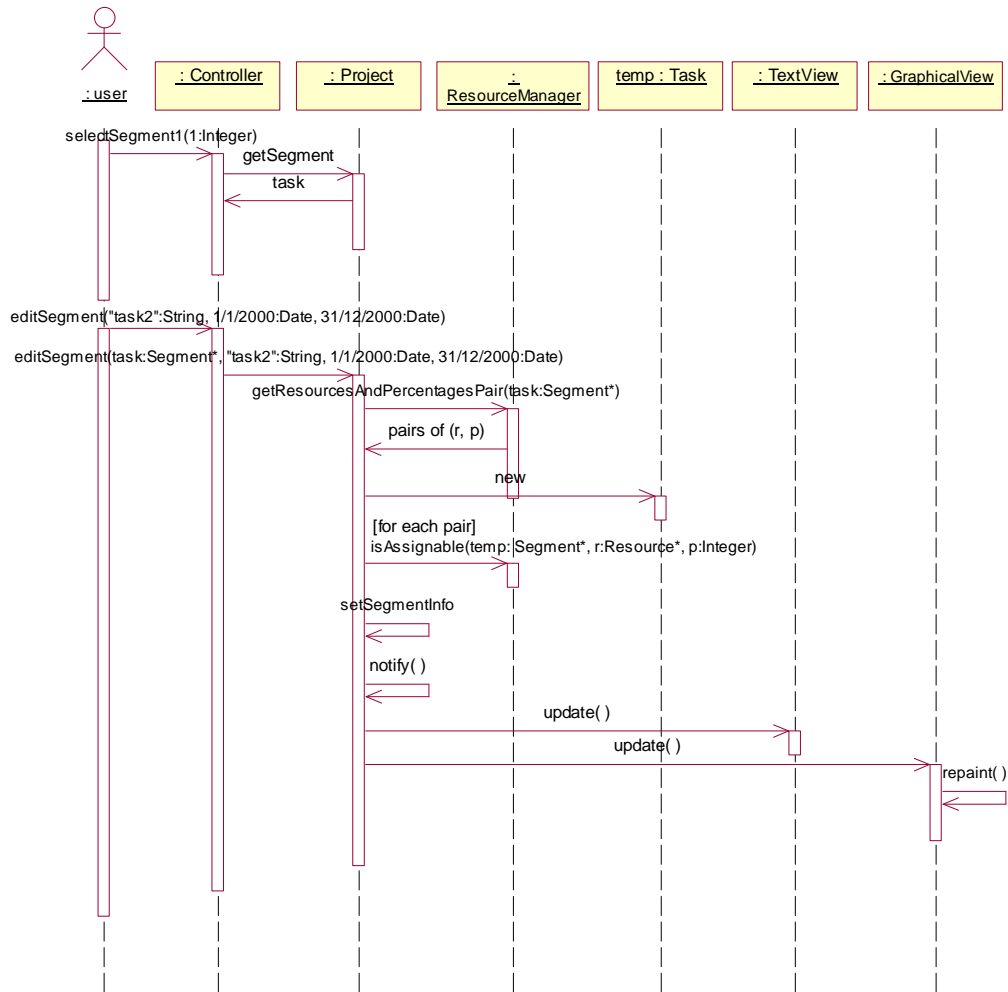 : user
: Controller
: Project
:
ResourceManager
temp : Task
: TextView
: GraphicalView
selectSegment1(1:Integer)
getSegment
task
editSegment("task2":String, 1/1/2000:Date, 31/12/2000:Date)
editSegment(task:Segment*, "task2":String, 1/1/2000:Date, 31/12/2000:Date)
getResourcesAndPercentagesPair(task:Segment*)
pairs of (r, p)
new
[for each pair]
isAssignable(temp: Segment*, r:Resource*, p:Integer)
setSegmentInfo
notify( )
update( )
update( )
repaint( )